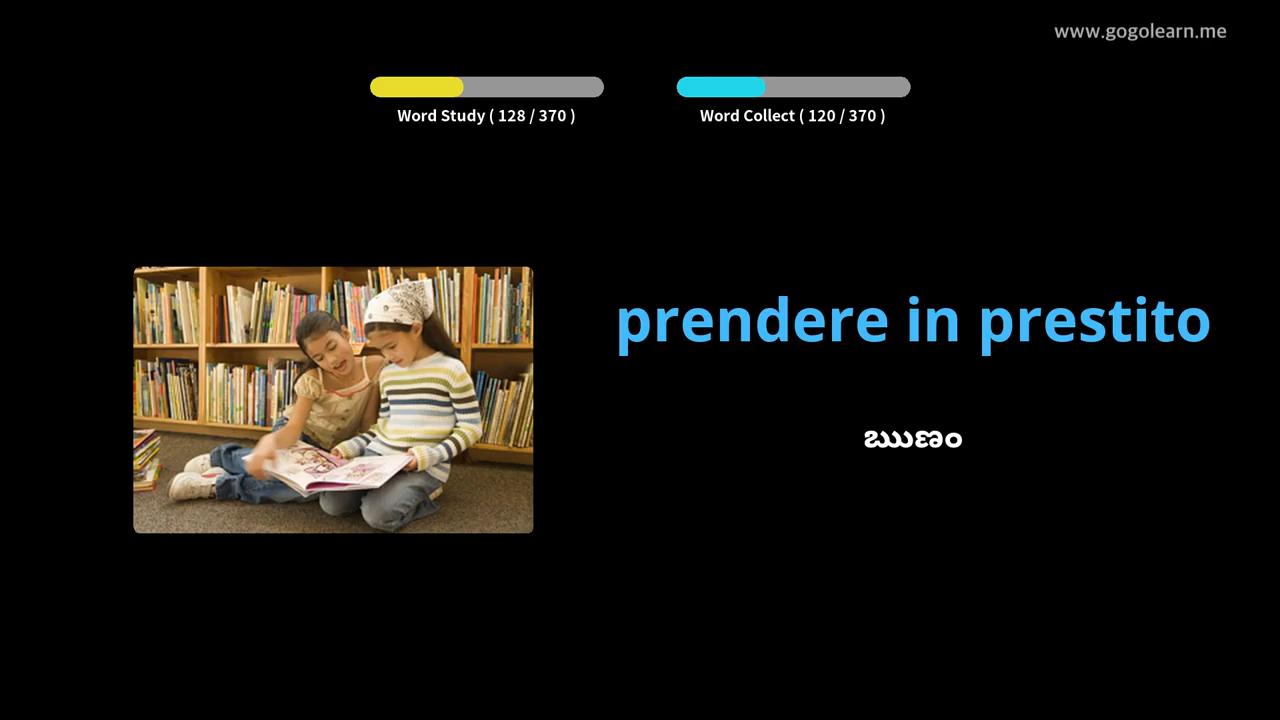 www.gogolearn.me
Word Study ( 128 / 370 )
Word Collect ( 120 / 370 )
prendere in prestito
ఋణం